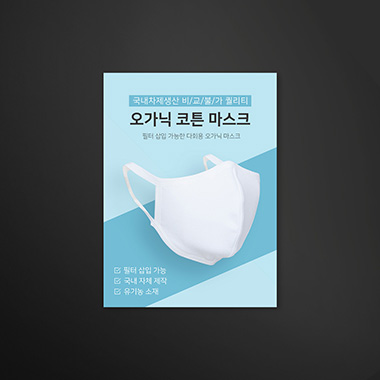 국내자체생산 비/교/불/가 퀄리티
오가닉 코튼 마스크
필터 삽입 가능한 다회용 오가닉 마스크
필터 삽입 가능
국내 자체 제작
유기농 소재